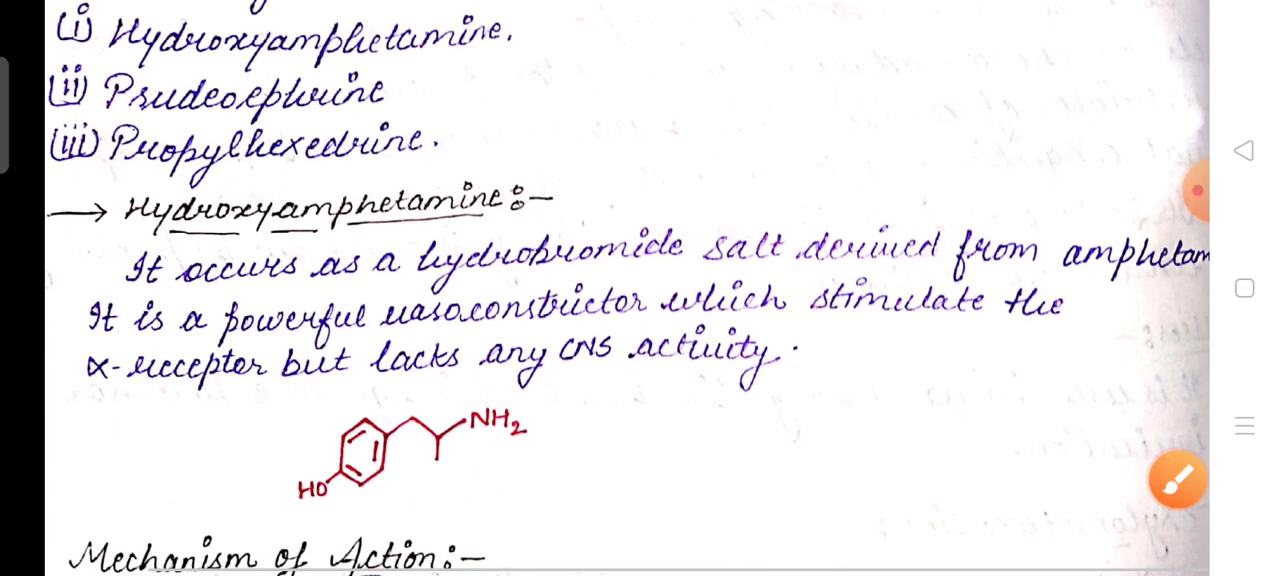 (i) Hydroxyamphetamine.
(ii) Psudeoephrine
(iii) Propylhexedrine.
→ Hydroxyamphetamine:-
It occurs as a hydrobromide salt derived from amphetam
It is a powerful vasoconstrictor which stimulate the
α-receptor but lacks any CNS activity.
NH2
HO
Mechanism of Action:-